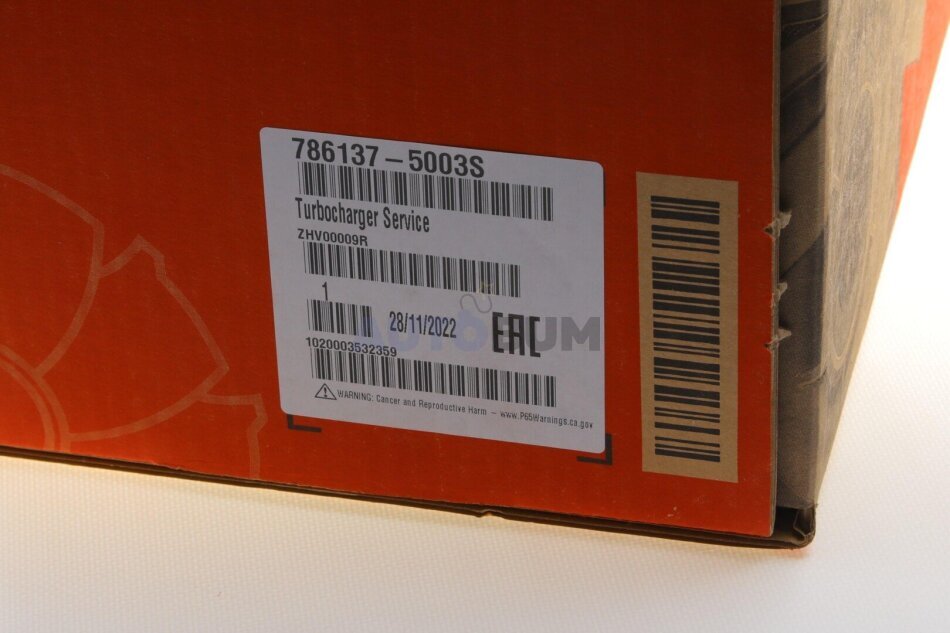 786137-5003S
Turbocharger Service
ZHV00009R
1
28/11/2022 EAC
AUTOBUM
1020003532359
WARNING: Cancer and Reproductive Harm - www.P65Warnings.ca.gov